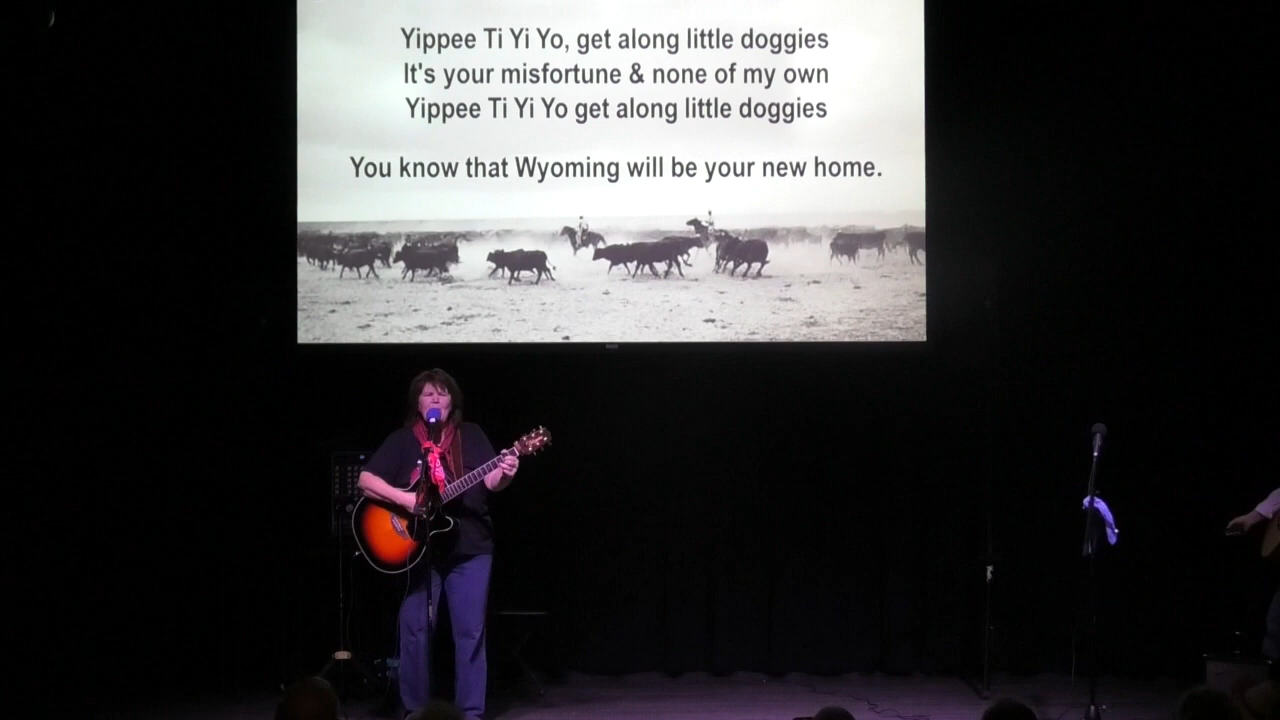 Yippee Ti Yi Yo, get along little doggies
It's your misfortune & none of my own
Yippee Ti Yi Yo get along little doggies
You know that Wyoming will be your new home.